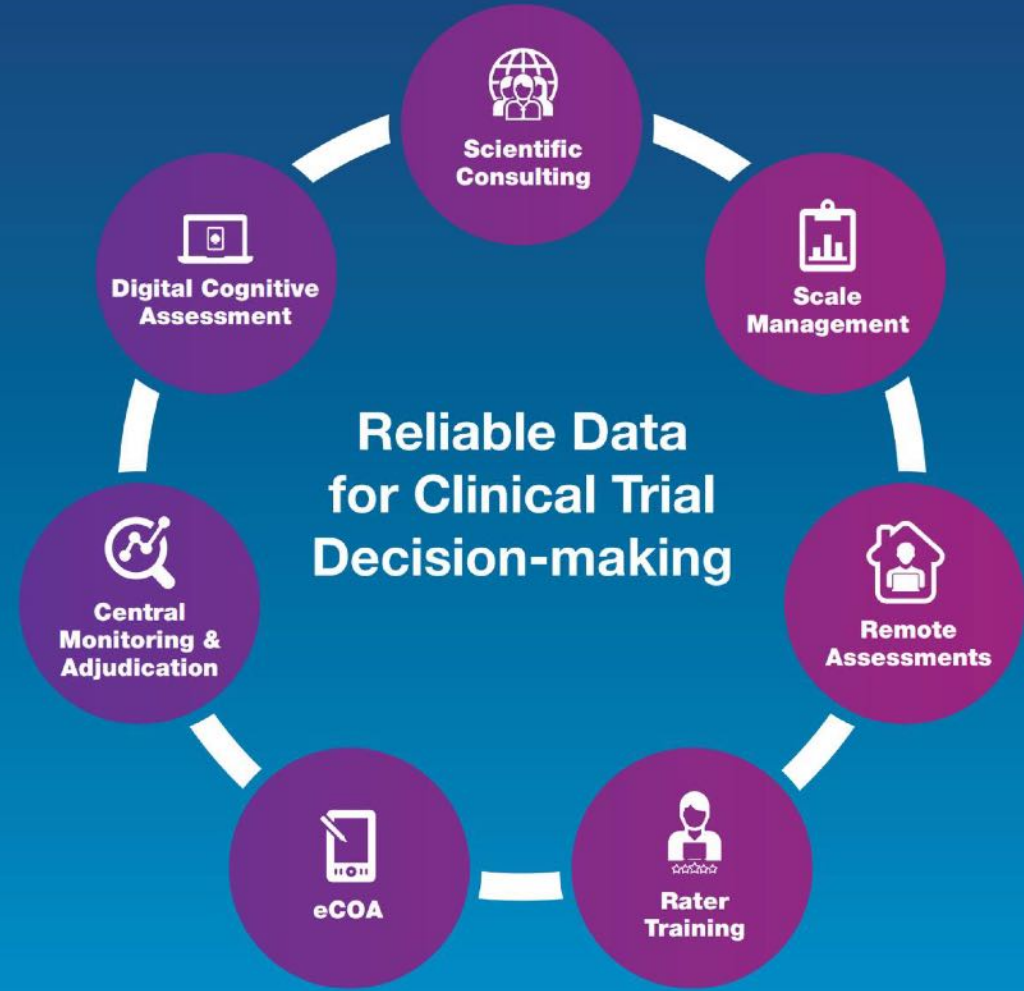 Scientific
Consulting
Scale
Management
Remote
Assessments
Rater
Training
eCOA
Central
Monitoring &
Adjudication
Digital Cognitive
Assessment
Reliable Data
for Clinical Trial
Decision-making